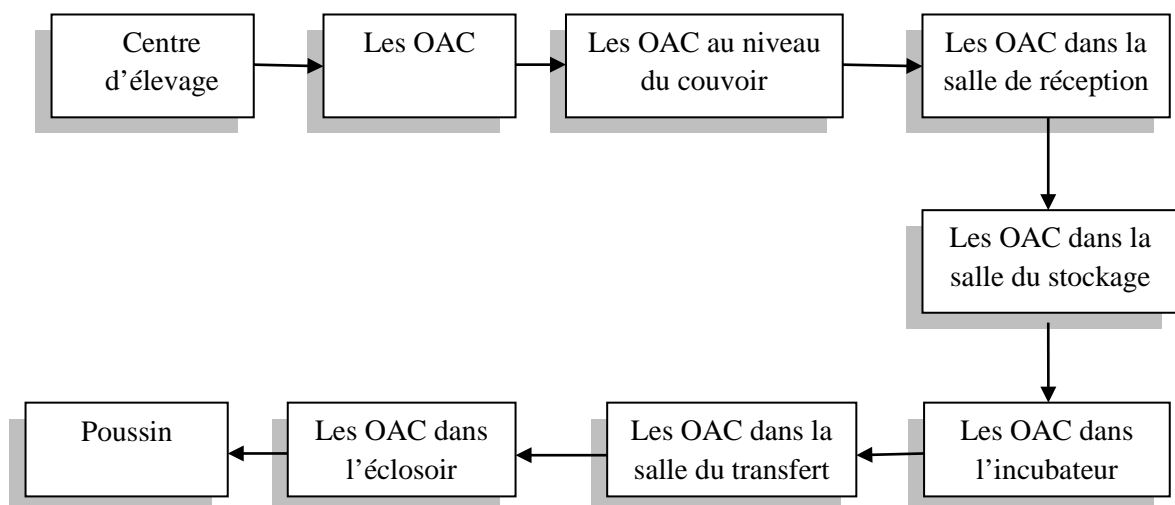 Centre
d’élevage
Les OAC
Les OAC au niveau
du couvoir
Les OAC dans la
salle de réception
Les OAC dans la
salle du stockage
Les OAC dans
l’incubateur
Les OAC dans la
salle du transfert
Les OAC dans
l’éclosoir
Poussin